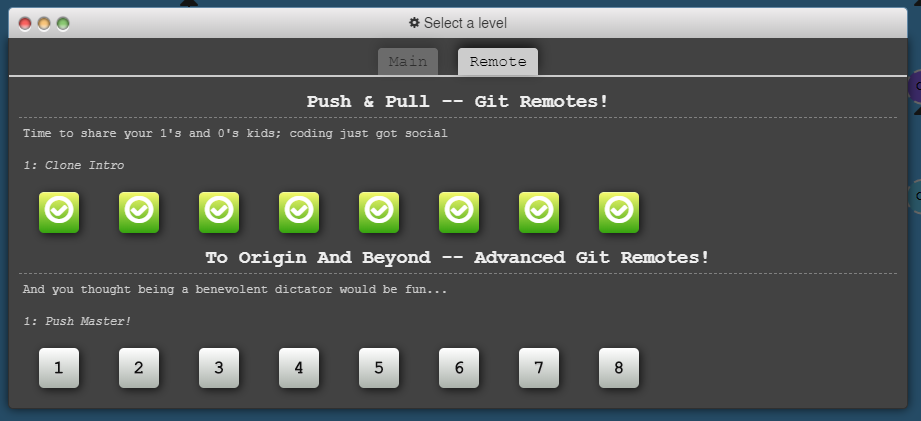 Select a level
Main Remote
Push & Pull -- Git Remotes!
Time to share your 1's and 0's kids; coding just got social
1: Clone Intro
To Origin And Beyond -- Advanced Git Remotes!
And you thought being a benevolent dictator would be fun...
1: Push Master!
1 2 3 4 5 6 7 8